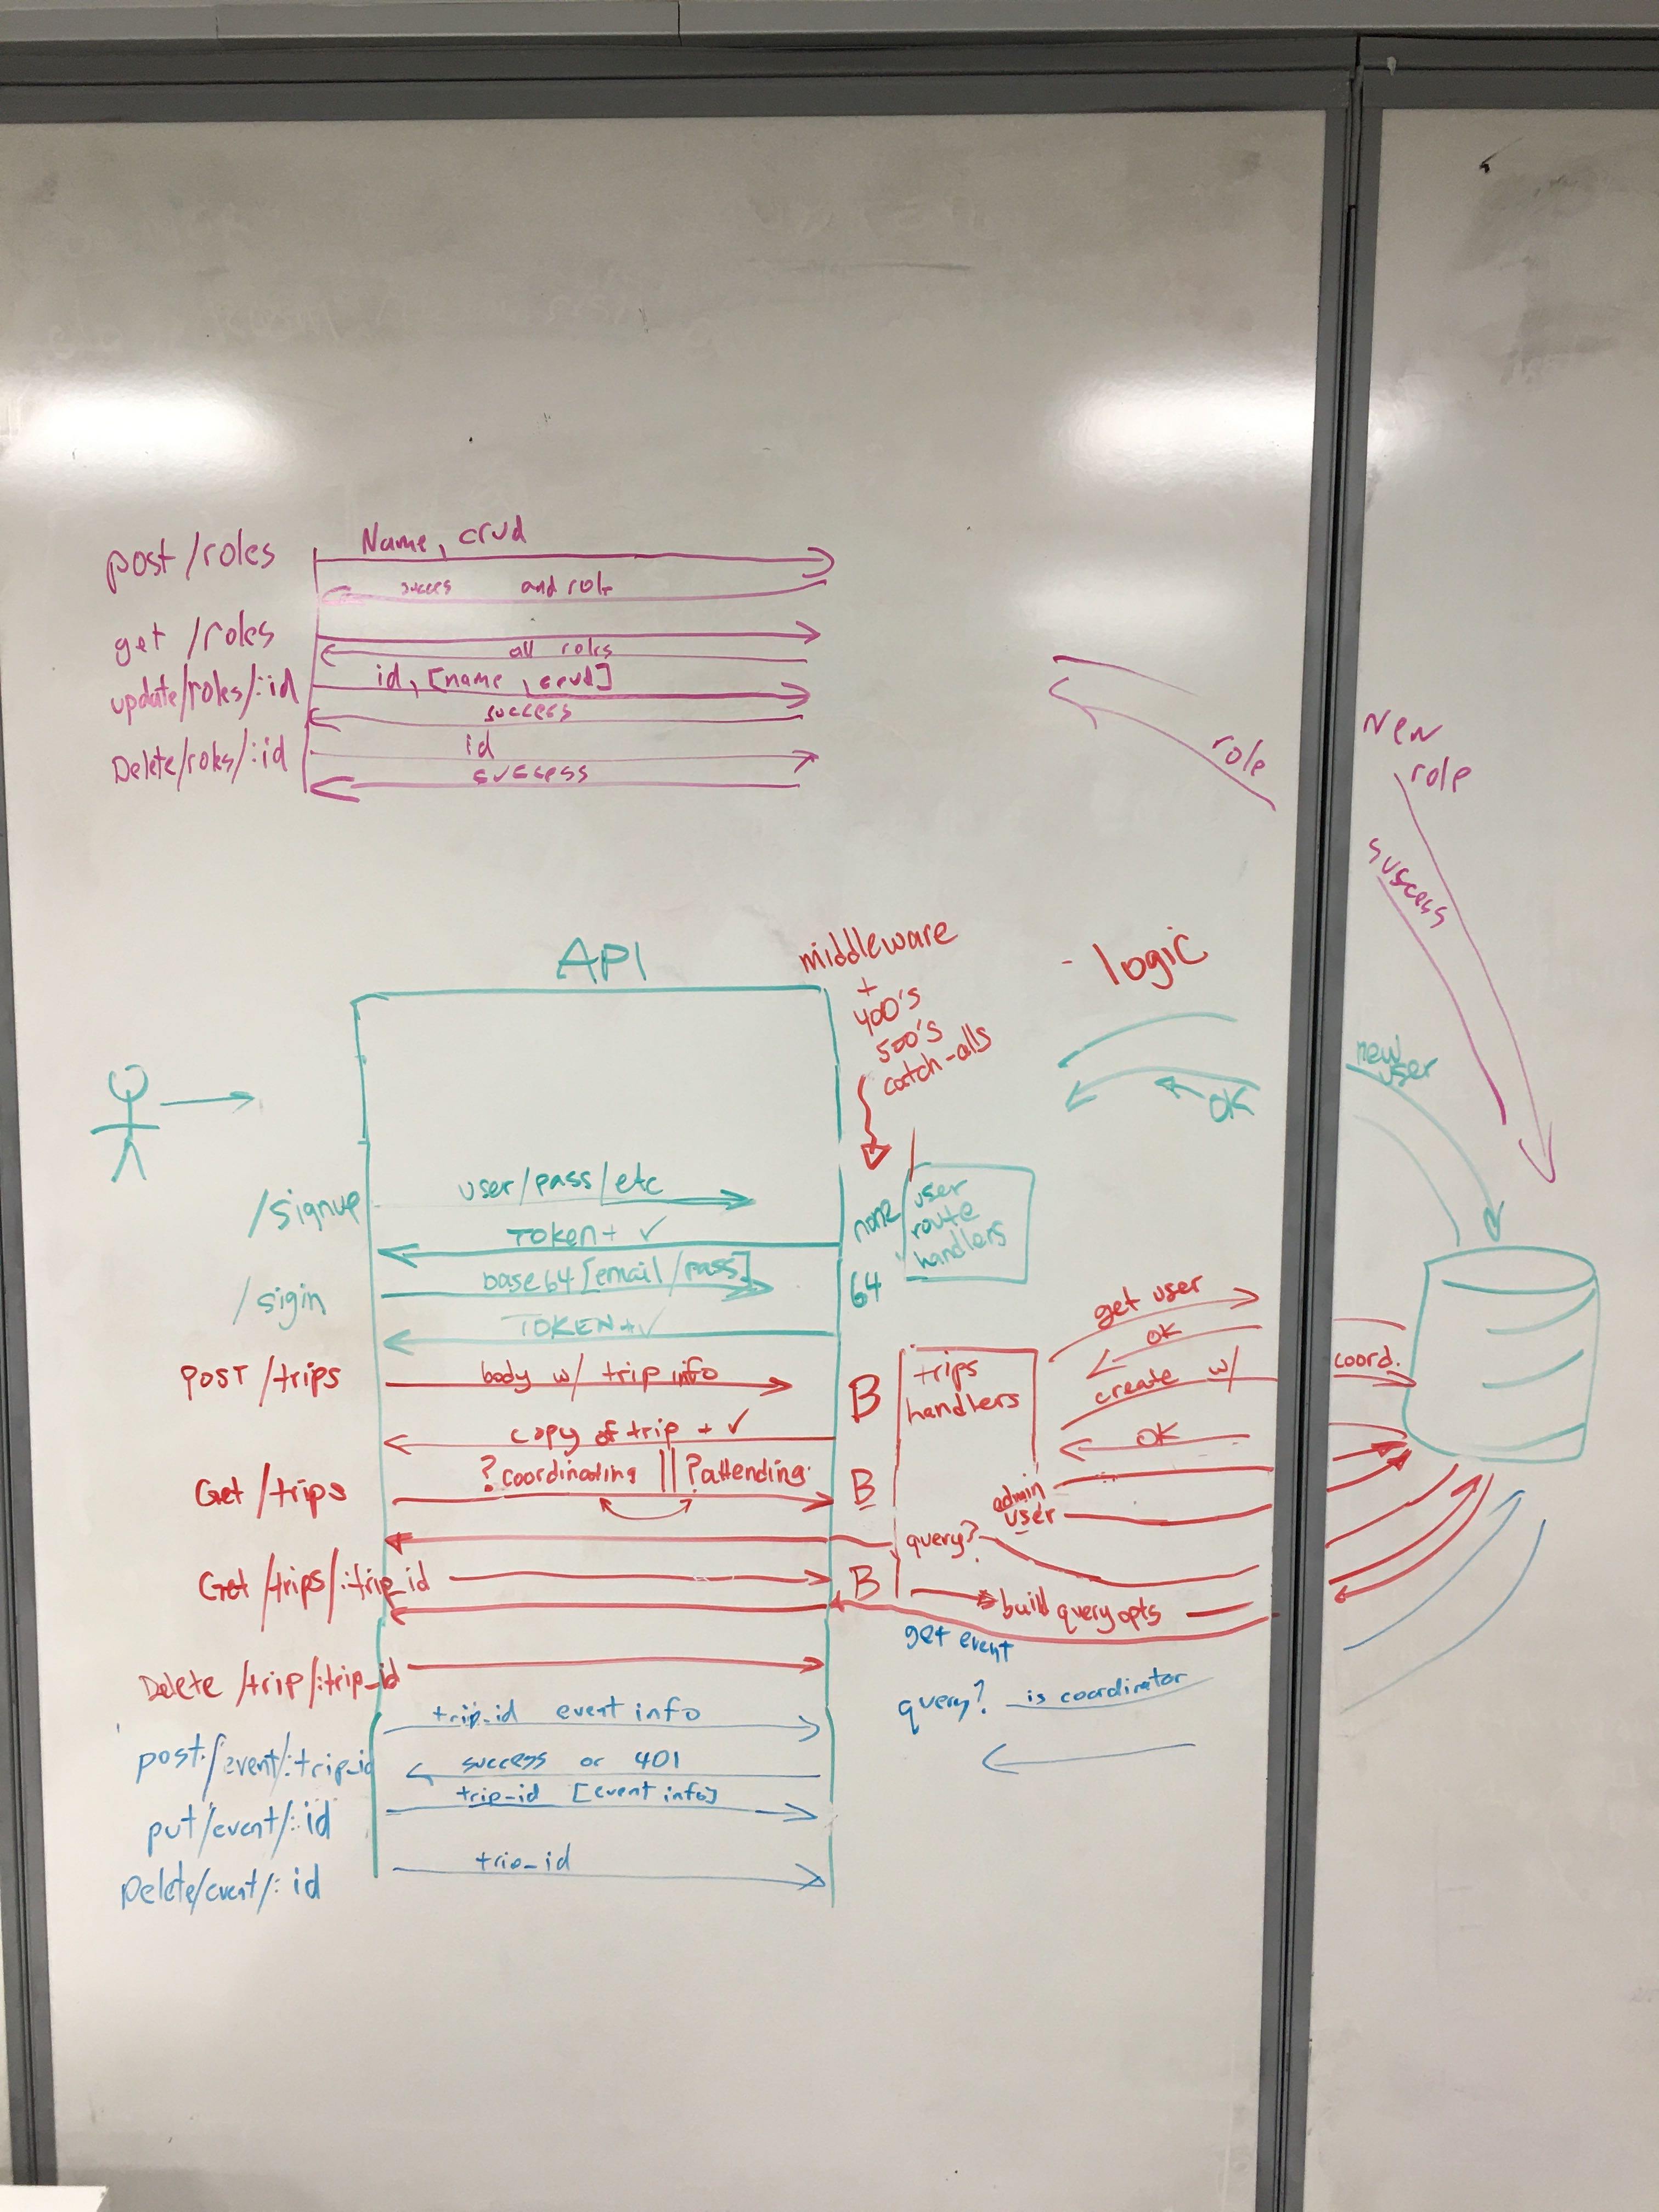 post/roles
Name, crud
succes and role
get /roles
all roles
update/roles/:id
id, [name, crud]
success
Delete/roles/:id
id
success
role
New
role
success
API
middleware
+
400's
500's
catch-alls
- logic
new
user
OK
/signup
user/pass/etc
Token+ ✓
none
user
route
handlers
/sigin
base64[email/pass]
64
TOKEN+✓
get user
OK
POST /trips
body w/ trip info
B
trips
handlers
create w/ coord.
copy of trip + ✓
OK
Get /trips
?coordinating || ?attending
B
admin
user
query?
Get /trips/:trip_id
B
build query opts
get event
Delete /trip/:trip_id
query? is coordinator
trip_id event info
post/event/:trip_id
success or 401
trip_id [event info]
put/event/:id
trip_id
Delete/event/:id